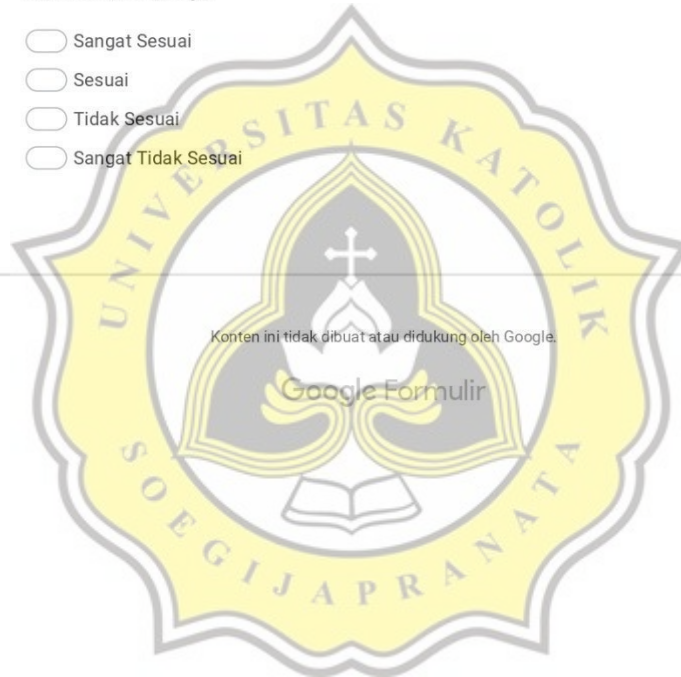 Sangat Sesuai
Sesuai
Tidak Sesuai
Sangat Tidak Sesuai
UNIVERSITAS KATOLIK
Konten ini tidak dibuat atau didukung oleh Google.
Google Formulir
SOEGIJAPRANATA